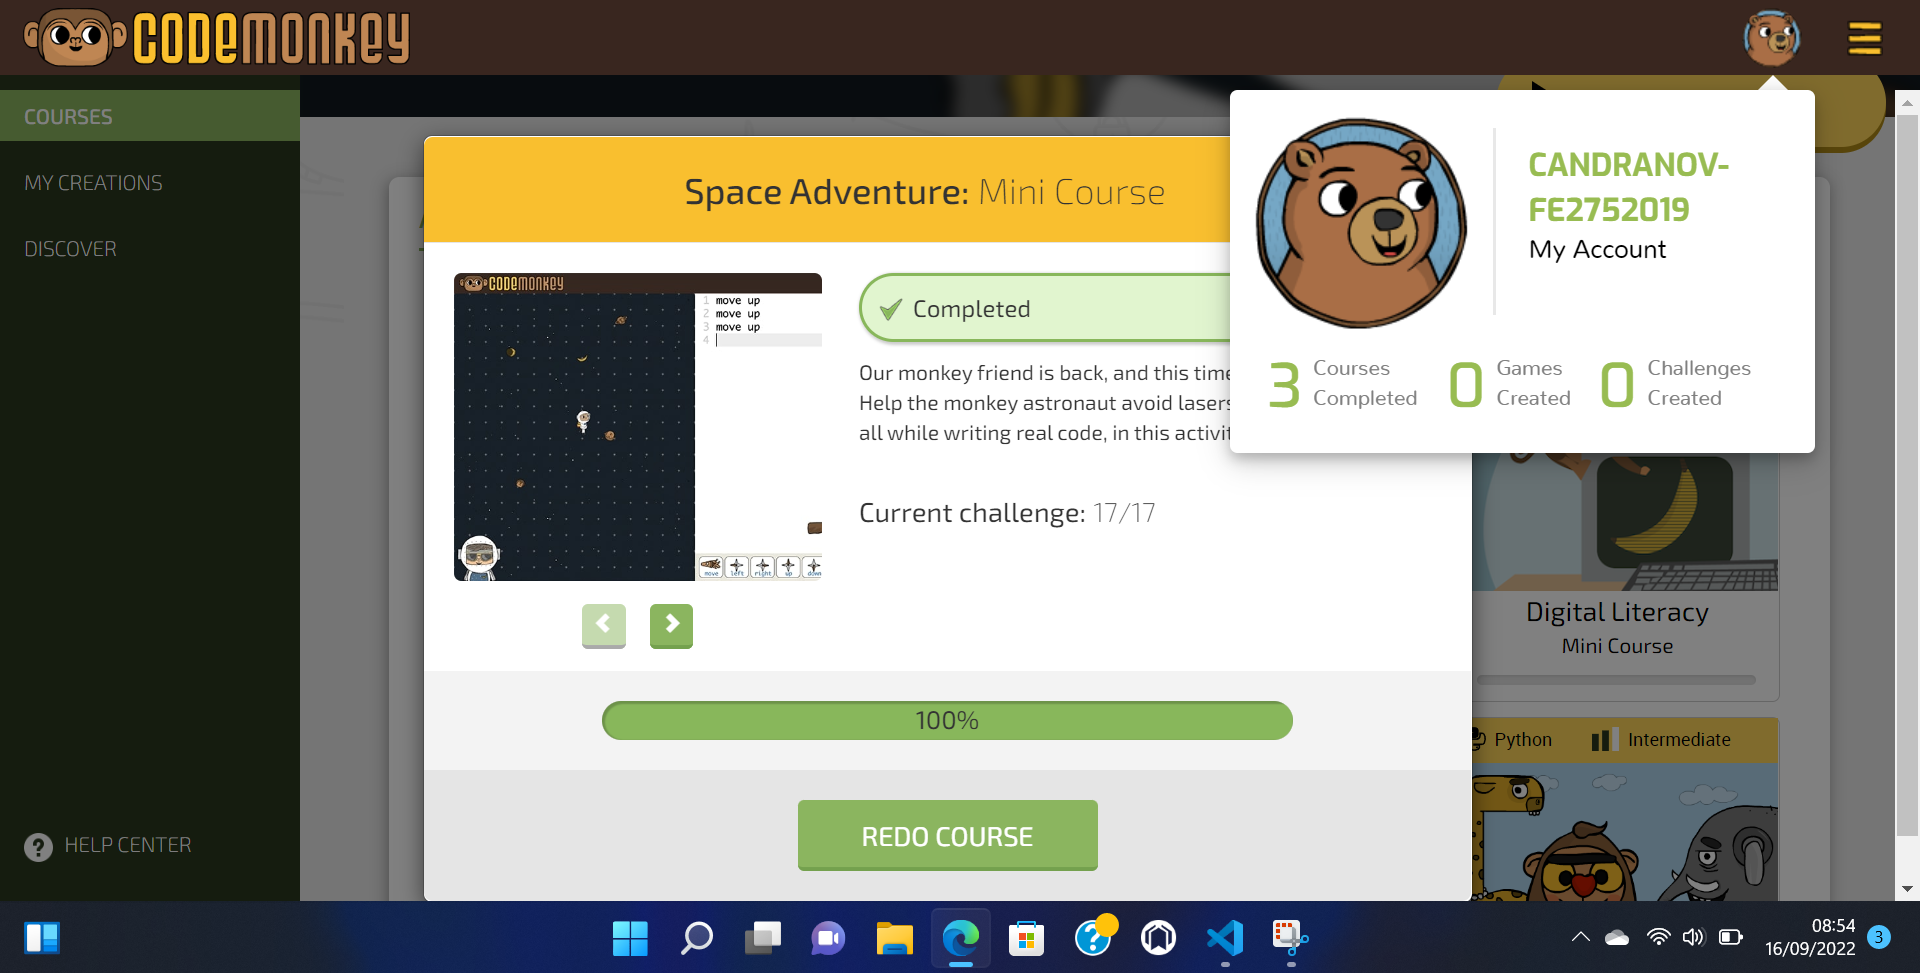 CODEMONKEY
COURSES
MY CREATIONS
DISCOVER
HELP CENTER
Space Adventure: Mini Course
CODEMONKEY
1 move up
2 move up
3 move up
4
move left right up down
Completed
Our monkey friend is back, and this time
Help the monkey astronaut avoid lasers
all while writing real code, in this activit
Current challenge: 17/17
100%
REDO COURSE
CANDRANOV-
FE2752019
My Account
3 Courses Completed
0 Games Created
0 Challenges Created
Digital Literacy
Mini Course
Python Intermediate
08:54
16/09/2022
3